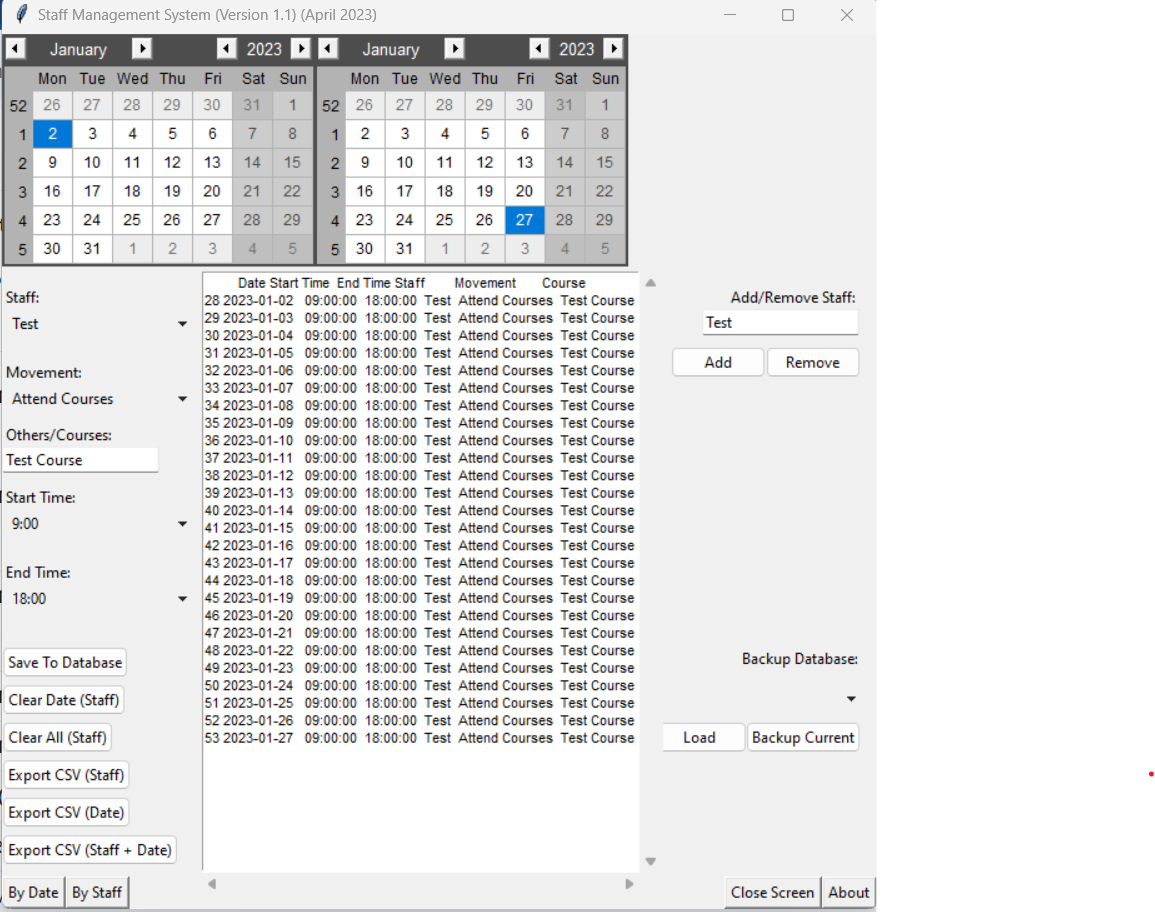 Staff Management System (Version 1.1) (April 2023)
January 2023 January 2023
Mon Tue Wed Thu Fri Sat Sun Mon Tue Wed Thu Fri Sat Sun
52 26 27 28 29 30 31 1 52 26 27 28 29 30 31 1
1 2 3 4 5 6 7 8 1 2 3 4 5 6 7 8
2 9 10 11 12 13 14 15 2 9 10 11 12 13 14 15
3 16 17 18 19 20 21 22 3 16 17 18 19 20 21 22
4 23 24 25 26 27 28 29 4 23 24 25 26 27 28 29
5 30 31 1 2 3 4 5 5 30 31 1 2 3 4 5
Staff:
Test
Movement:
Attend Courses
Others/Courses:
Test Course
Start Time:
9:00
End Time:
18:00
Save To Database
Clear Date (Staff)
Clear All (Staff)
Export CSV (Staff)
Export CSV (Date)
Export CSV (Staff + Date)
By Date By Staff
Date Start Time End Time Staff Movement Course
28 2023-01-02 09:00:00 18:00:00 Test Attend Courses Test Course
29 2023-01-03 09:00:00 18:00:00 Test Attend Courses Test Course
30 2023-01-04 09:00:00 18:00:00 Test Attend Courses Test Course
31 2023-01-05 09:00:00 18:00:00 Test Attend Courses Test Course
32 2023-01-06 09:00:00 18:00:00 Test Attend Courses Test Course
33 2023-01-07 09:00:00 18:00:00 Test Attend Courses Test Course
34 2023-01-08 09:00:00 18:00:00 Test Attend Courses Test Course
35 2023-01-09 09:00:00 18:00:00 Test Attend Courses Test Course
36 2023-01-10 09:00:00 18:00:00 Test Attend Courses Test Course
37 2023-01-11 09:00:00 18:00:00 Test Attend Courses Test Course
38 2023-01-12 09:00:00 18:00:00 Test Attend Courses Test Course
39 2023-01-13 09:00:00 18:00:00 Test Attend Courses Test Course
40 2023-01-14 09:00:00 18:00:00 Test Attend Courses Test Course
41 2023-01-15 09:00:00 18:00:00 Test Attend Courses Test Course
42 2023-01-16 09:00:00 18:00:00 Test Attend Courses Test Course
43 2023-01-17 09:00:00 18:00:00 Test Attend Courses Test Course
44 2023-01-18 09:00:00 18:00:00 Test Attend Courses Test Course
45 2023-01-19 09:00:00 18:00:00 Test Attend Courses Test Course
46 2023-01-20 09:00:00 18:00:00 Test Attend Courses Test Course
47 2023-01-21 09:00:00 18:00:00 Test Attend Courses Test Course
48 2023-01-22 09:00:00 18:00:00 Test Attend Courses Test Course
49 2023-01-23 09:00:00 18:00:00 Test Attend Courses Test Course
50 2023-01-24 09:00:00 18:00:00 Test Attend Courses Test Course
51 2023-01-25 09:00:00 18:00:00 Test Attend Courses Test Course
52 2023-01-26 09:00:00 18:00:00 Test Attend Courses Test Course
53 2023-01-27 09:00:00 18:00:00 Test Attend Courses Test Course
Add/Remove Staff:
Test
Add Remove
Backup Database:
Load Backup Current
Close Screen About